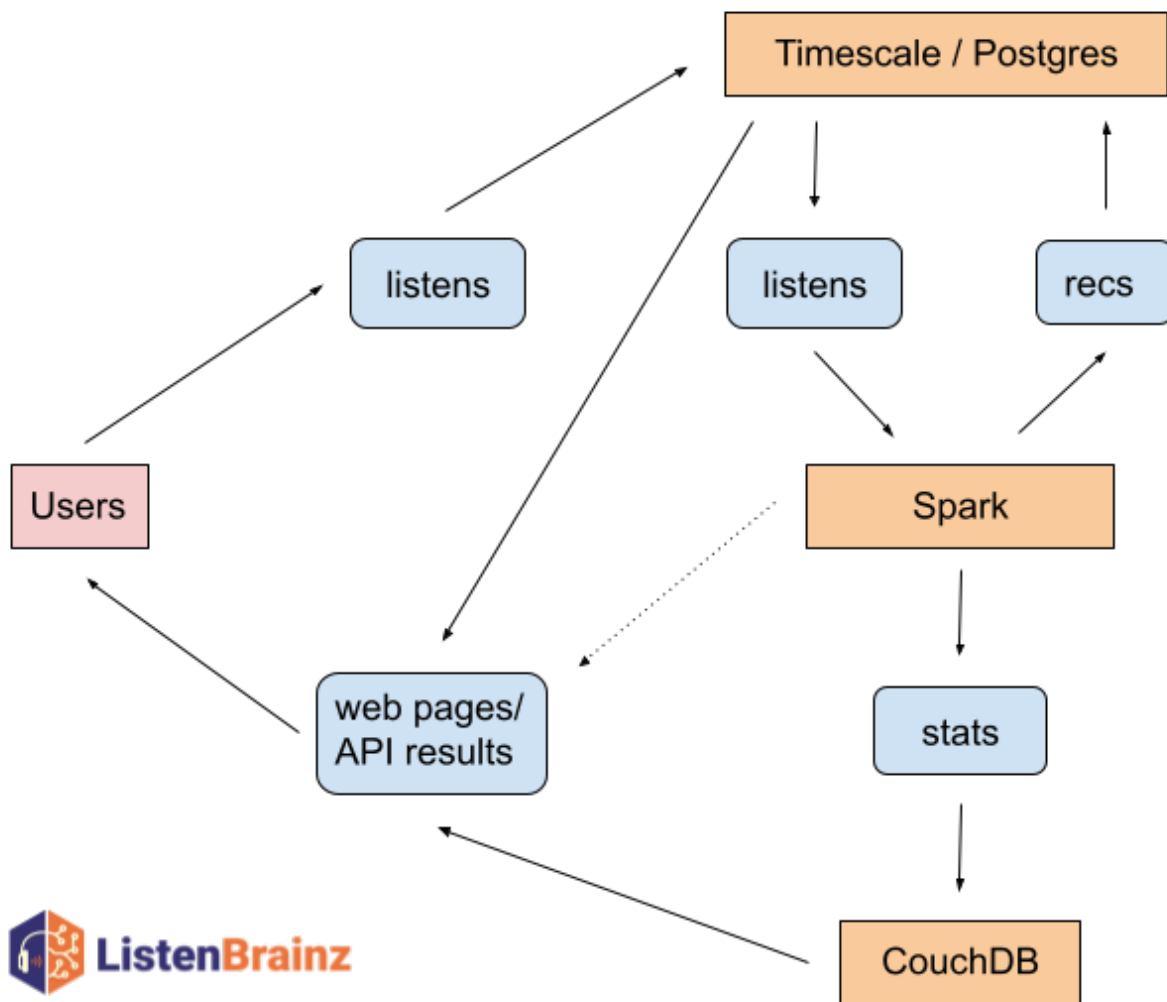 Timescale / Postgres
listens
listens
recs
Users
Spark
web pages/
API results
stats
CouchDB
ListenBrainz